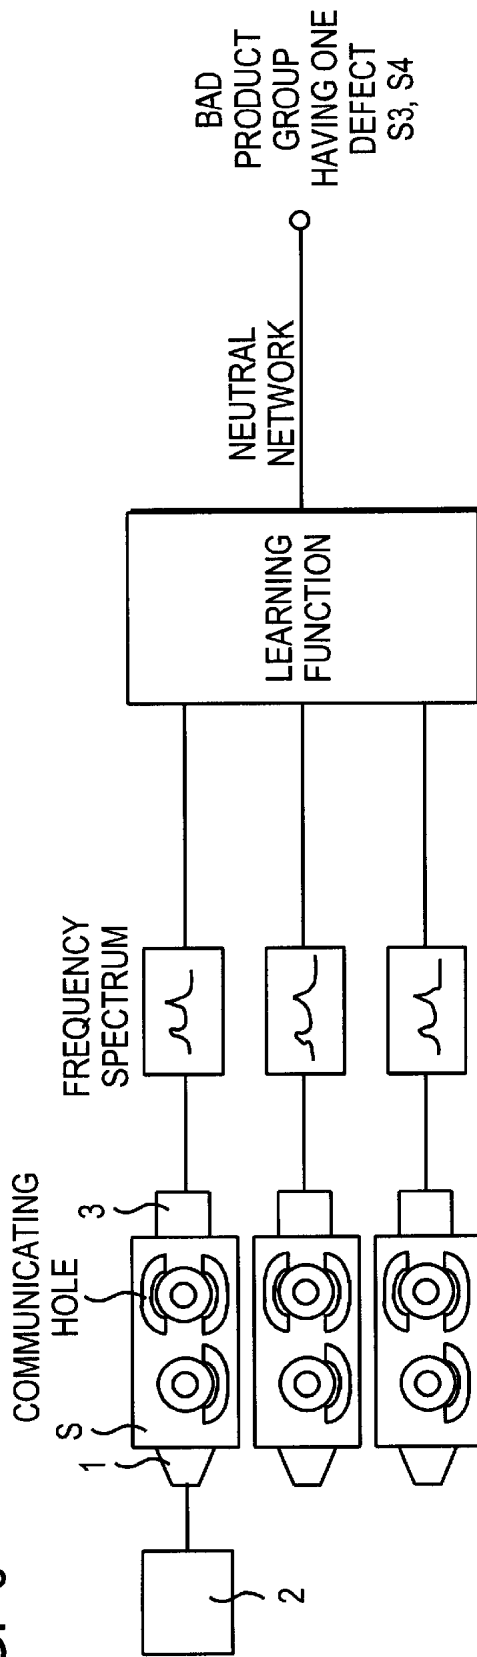 COMMUNICATING
HOLE
FREQUENCY
SPECTRUM
S
1
3
2
LEARNING
FUNCTION
NEUTRAL
NETWORK
BAD
PRODUCT
GROUP
HAVING ONE
DEFECT
S3, S4